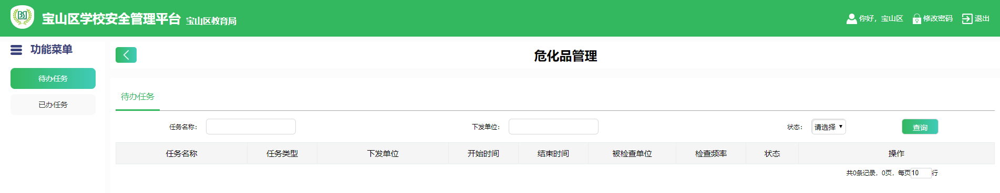 BS
宝山区学校安全管理平台 宝山区教育局
你好，宝山区 修改密码 退出
功能菜单
危化品管理
待办任务
已办任务
待办任务
任务名称： 下发单位： 状态： 请选择 查询
任务名称 任务类型 下发单位 开始时间 结束时间 被检查单位 检查频率 状态 操作
共0条记录，0页，每页10行